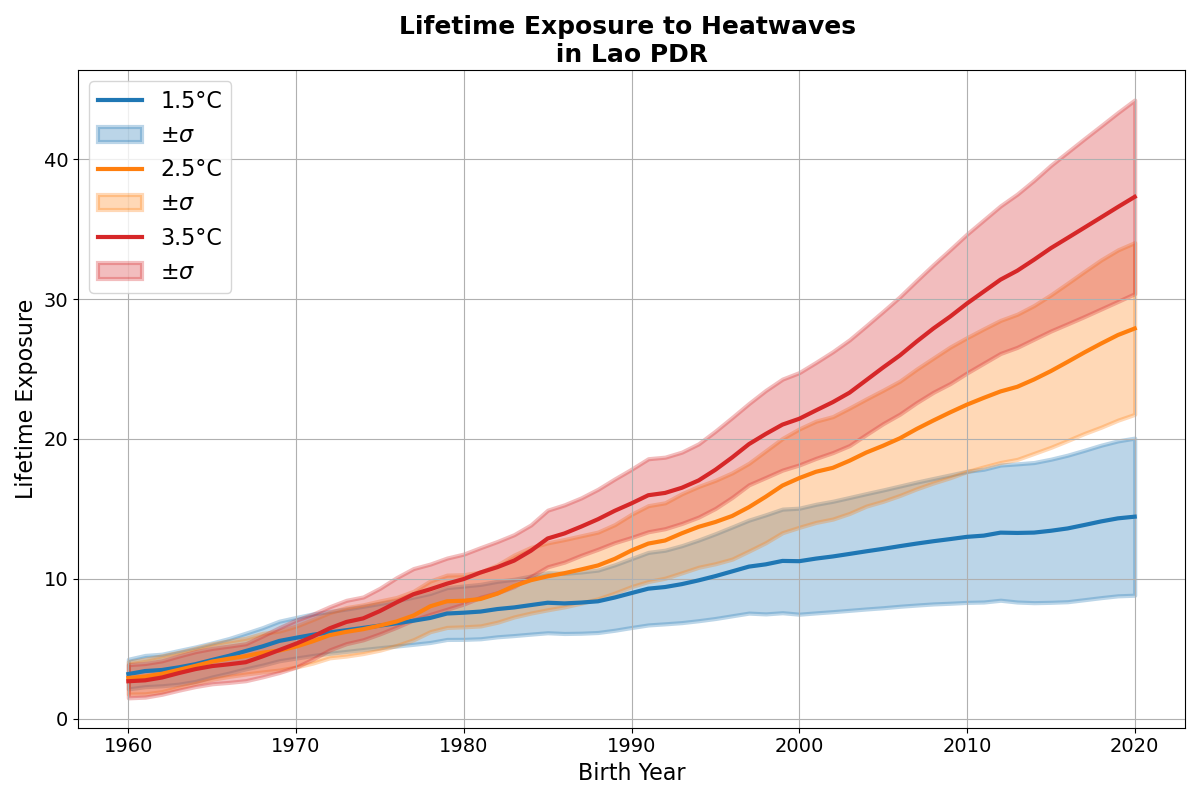 Lifetime Exposure to Heatwaves
in Lao PDR
1.5°C
±σ
2.5°C
±σ
3.5°C
±σ
Lifetime Exposure
40
30
20
10
0
1960 1970 1980 1990 2000 2010 2020
Birth Year